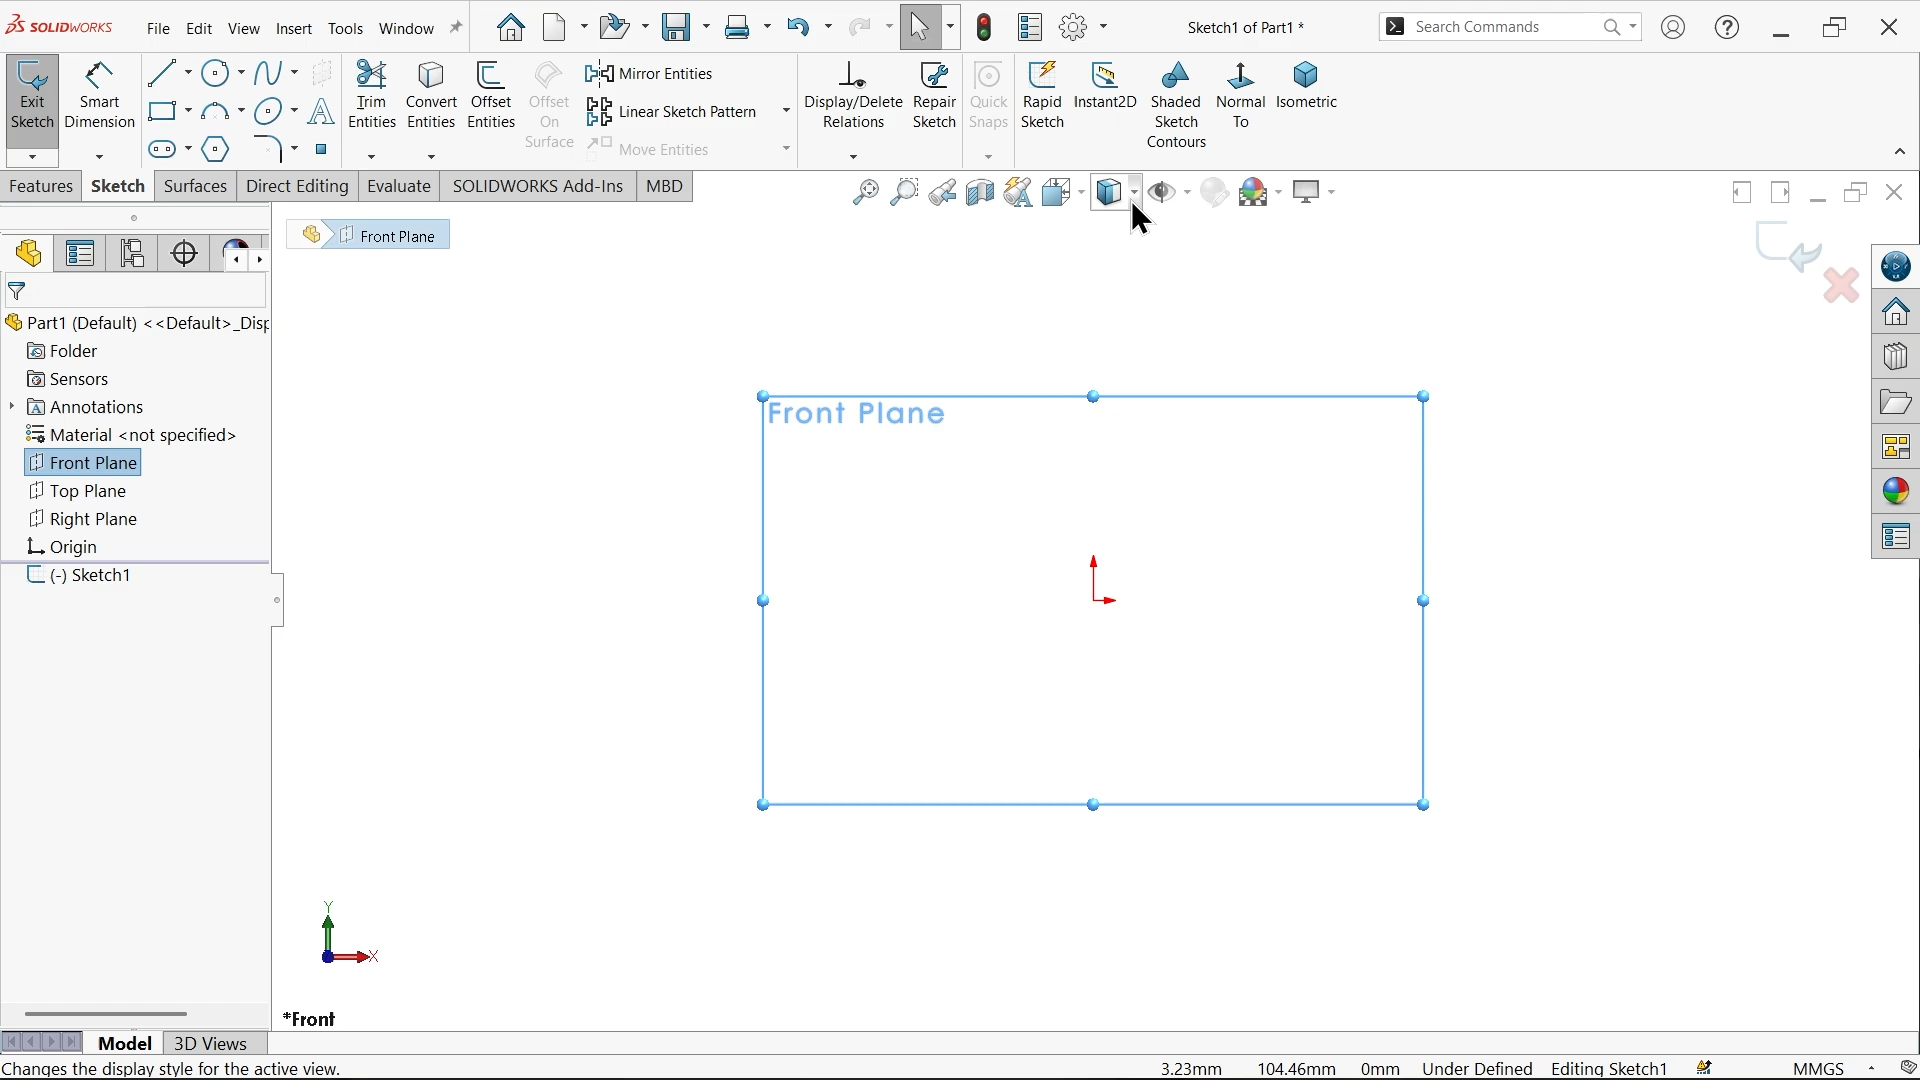 SOLIDWORKS File Edit View Insert Tools Window Sketch1 of Part1 * Search Commands
Exit Sketch
Smart Dimension
Trim Entities
Convert Entities
Offset Entities
Offset On Surface
Mirror Entities
Linear Sketch Pattern
Move Entities
Display/Delete Relations
Repair Sketch
Quick Snaps
Rapid Sketch
Instant2D
Shaded Sketch Contours
Normal To
Isometric
Features Sketch Surfaces Direct Editing Evaluate SOLIDWORKS Add-Ins MBD
Front Plane
Part1 (Default) <<Default>_Disp
Folder
Sensors
Annotations
Material <not specified>
Front Plane
Top Plane
Right Plane
Origin
(-) Sketch1
Front Plane
Y
X
*Front
Model 3D Views
Changes the display style for the active view. 3.23mm 104.46mm 0mm Under Defined Editing Sketch1 MMGS